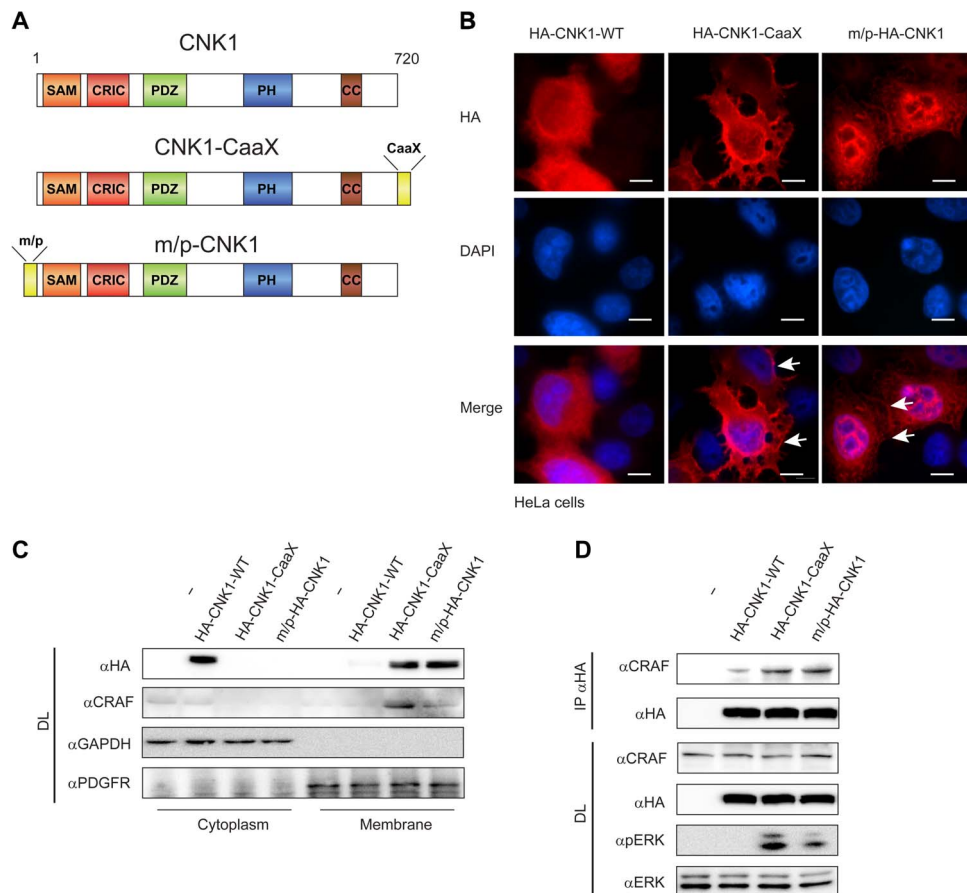 A
CNK1
1
720
SAM CRIC PDZ PH CC
CNK1-CaaX
CaaX
SAM CRIC PDZ PH CC
m/p-CNK1
m/p
SAM CRIC PDZ PH CC
B
HA-CNK1-WT HA-CNK1-CaaX m/p-HA-CNK1
HA
DAPI
Merge
HeLa cells
C
– HA-CNK1-WT HA-CNK1-CaaX m/p-HA-CNK1 – HA-CNK1-WT HA-CNK1-CaaX m/p-HA-CNK1
DL
αHA
αCRAF
αGAPDH
αPDGFR
Cytoplasm Membrane
D
– HA-CNK1-WT HA-CNK1-CaaX m/p-HA-CNK1
IP αHA
αCRAF
αHA
DL
αCRAF
αHA
αpERK
αERK